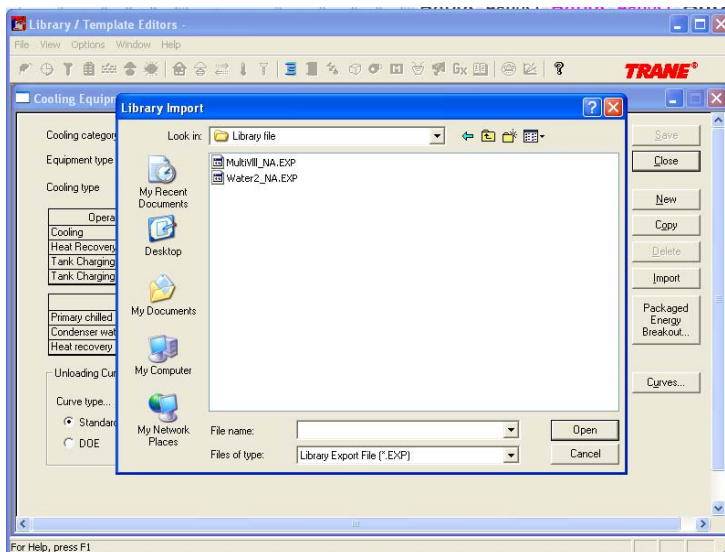 Library / Template Editors -
File View Options Window Help
TRANE®
Cooling Equipm
Library Import
Cooling category
Equipment type
Cooling type
Look in: Library file
MultiVIII_NA.EXP
Water2_NA.EXP
My Recent
Documents
Desktop
My Documents
My Computer
My Network
Places
Opera
Cooling
Heat Recovery
Tank Charging
Tank Charging
Primary chilled
Condenser wat
Heat recovery
Unloading Cur
Curve type...
Standard
DOE
File name:
Open
Files of type: Library Export File (*.EXP)
Cancel
Save
Close
New
Copy
Delete
Import
Packaged
Energy
Breakout...
Curves...
For Help, press F1